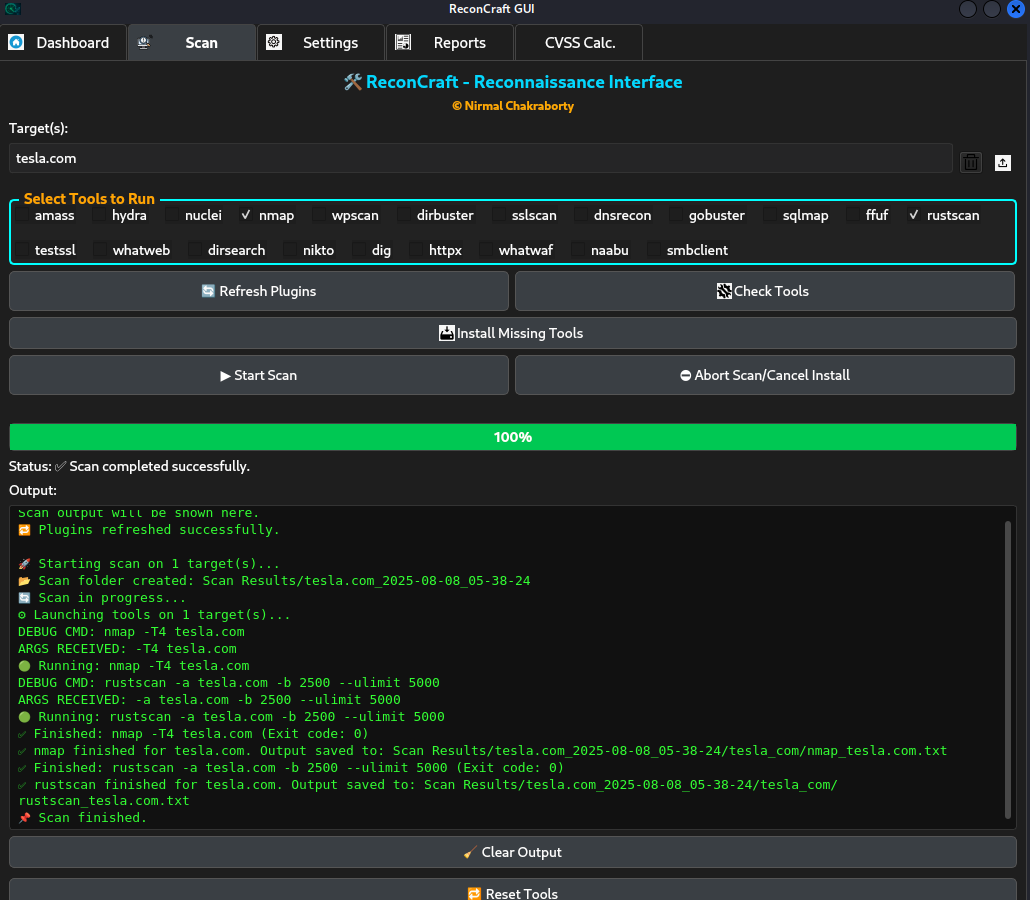 ReconCraft GUI
Dashboard Scan Settings Reports CVSS Calc.
🛠 ReconCraft - Reconnaissance Interface
© Nirmal Chakraborty
Target(s):
tesla.com
Select Tools to Run
amass hydra nuclei ✓ nmap wpscan dirbuster sslscan dnsrecon gobuster sqlmap ffuf ✓ rustscan
testssl whatweb dirsearch nikto dig httpx whatwaf naabu smbclient
🔄 Refresh Plugins Check Tools
Install Missing Tools
▶ Start Scan ⛔ Abort Scan/Cancel Install
100%
Status: ✅ Scan completed successfully.
Output:
Scan output will be shown here.
🔁 Plugins refreshed successfully.
🚀 Starting scan on 1 target(s)...
📂 Scan folder created: Scan Results/tesla.com_2025-08-08_05-38-24
🔄 Scan in progress...
⚙ Launching tools on 1 target(s)...
DEBUG CMD: nmap -T4 tesla.com
ARGS RECEIVED: -T4 tesla.com
🟢 Running: nmap -T4 tesla.com
DEBUG CMD: rustscan -a tesla.com -b 2500 --ulimit 5000
ARGS RECEIVED: -a tesla.com -b 2500 --ulimit 5000
🟢 Running: rustscan -a tesla.com -b 2500 --ulimit 5000
✅ Finished: nmap -T4 tesla.com (Exit code: 0)
✅ nmap finished for tesla.com. Output saved to: Scan Results/tesla.com_2025-08-08_05-38-24/tesla_com/nmap_tesla.com.txt
✅ Finished: rustscan -a tesla.com -b 2500 --ulimit 5000 (Exit code: 0)
✅ rustscan finished for tesla.com. Output saved to: Scan Results/tesla.com_2025-08-08_05-38-24/tesla_com/
rustscan_tesla.com.txt
📌 Scan finished.
🧹 Clear Output
🔁 Reset Tools